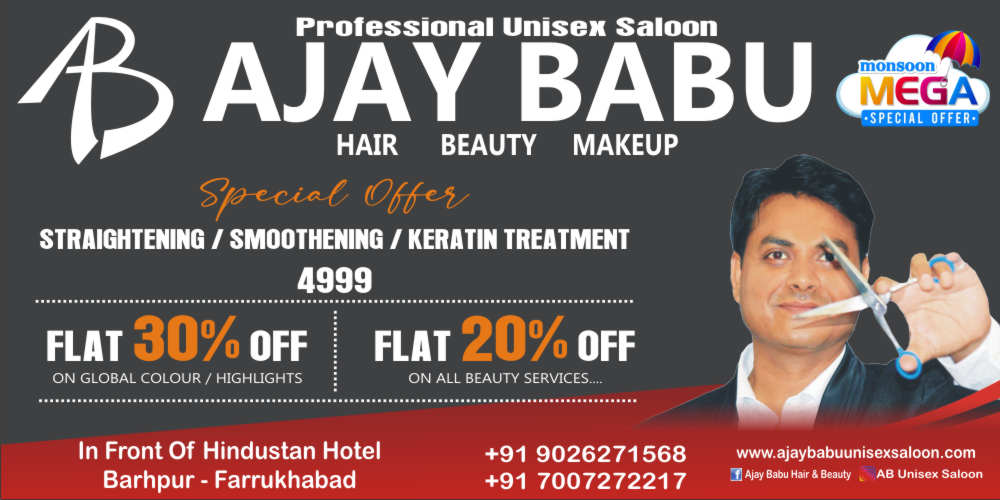 AB
Professional Unisex Saloon
AJAY BABU
HAIR BEAUTY MAKEUP
monsoon
MEGA
• SPECIAL OFFER •
Special Offer
STRAIGHTENING / SMOOTHENING / KERATIN TREATMENT
4999
FLAT 30% OFF
ON GLOBAL COLOUR / HIGHLIGHTS
FLAT 20% OFF
ON ALL BEAUTY SERVICES....
In Front Of Hindustan Hotel
Barhpur - Farrukhabad
+91 9026271568
+91 7007272217
www.ajaybabuunisexsaloon.com
f Ajay Babu Hair & Beauty AB Unisex Saloon